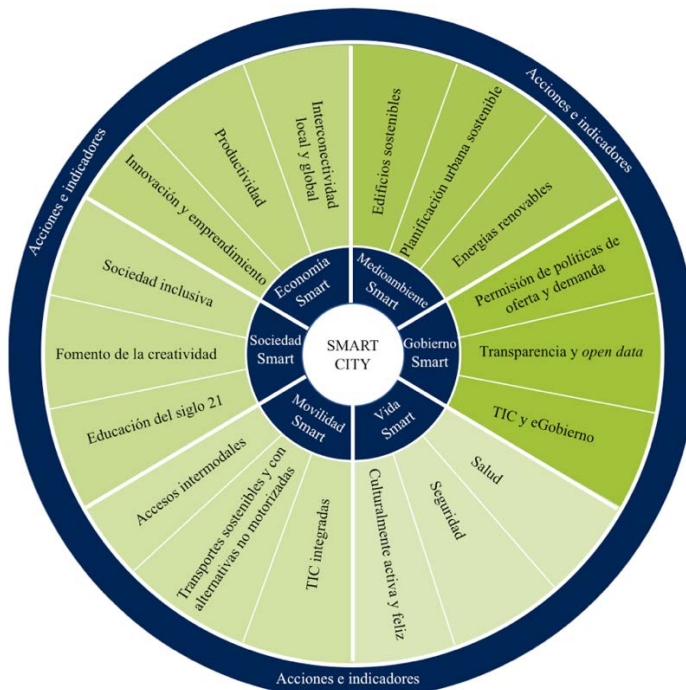 Acciones e indicadores
Acciones e indicadores
Acciones e indicadores
SMART
CITY
Medioambiente
Smart
Edificios sostenibles
Planificación urbana sostenible
Energías renovables
Gobierno
Smart
Permisión de políticas de
oferta y demanda
Transparencia y open data
TIC y eGobierno
Vida
Smart
Salud
Seguridad
Culturalmente activa y feliz
Movilidad
Smart
TIC integradas
Transportes sostenibles y con
alternativas no motorizadas
Accesos intermodales
Sociedad
Smart
Educación del siglo 21
Fomento de la creatividad
Sociedad inclusiva
Economía
Smart
Innovación y emprendimiento
Productividad
Interconectividad
local y global